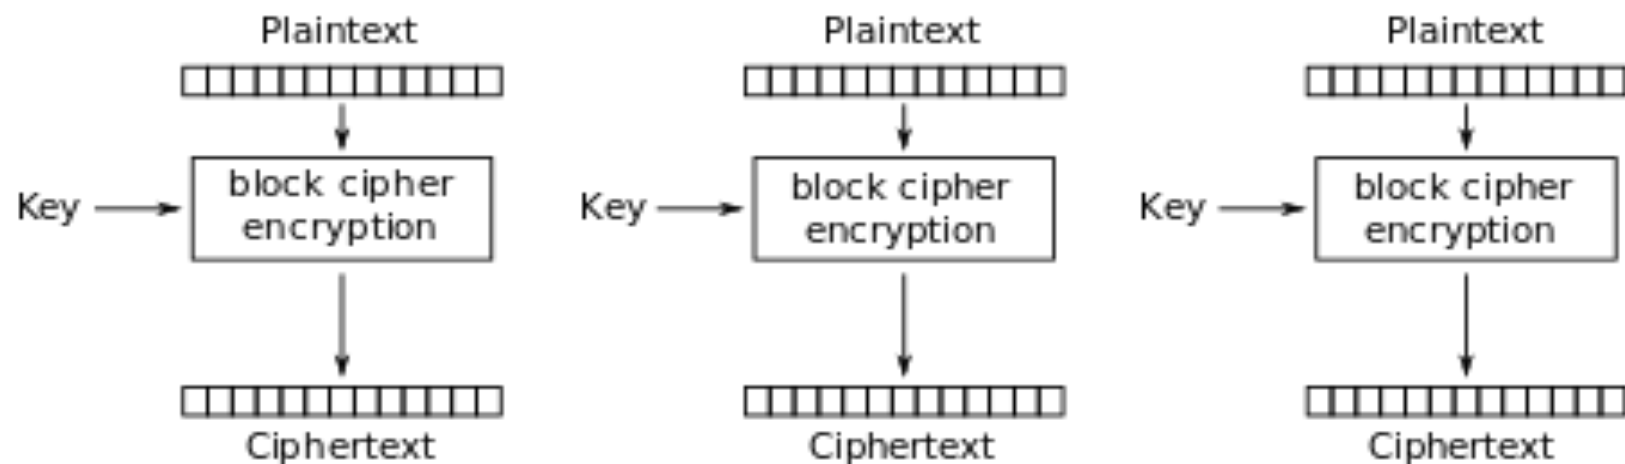 Plaintext Plaintext Plaintext
block cipher block cipher block cipher
Key Key Key
encryption encryption encryption
Ciphertext Ciphertext Ciphertext